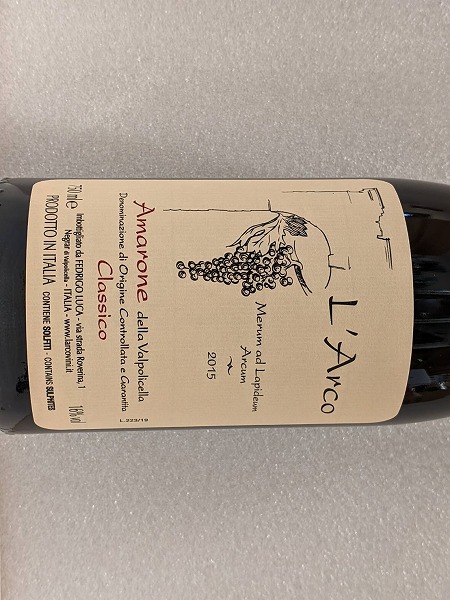 L'Arco
Merum ad Lapideum
Arcum
2015
Amarone della Valpolicella
Denominazione di Origine Controllata e Garantita
Classico
L.223/19
Imbottigliato da FEDRIGO LUCA - via strada Roverina, 1
Negrar di Valpolicella - ITALIA - www.larcovini.it
750 ml e
16%vol
PRODOTTO IN ITALIA CONTIENE SOLFITI - CONTAINS SULPHITES